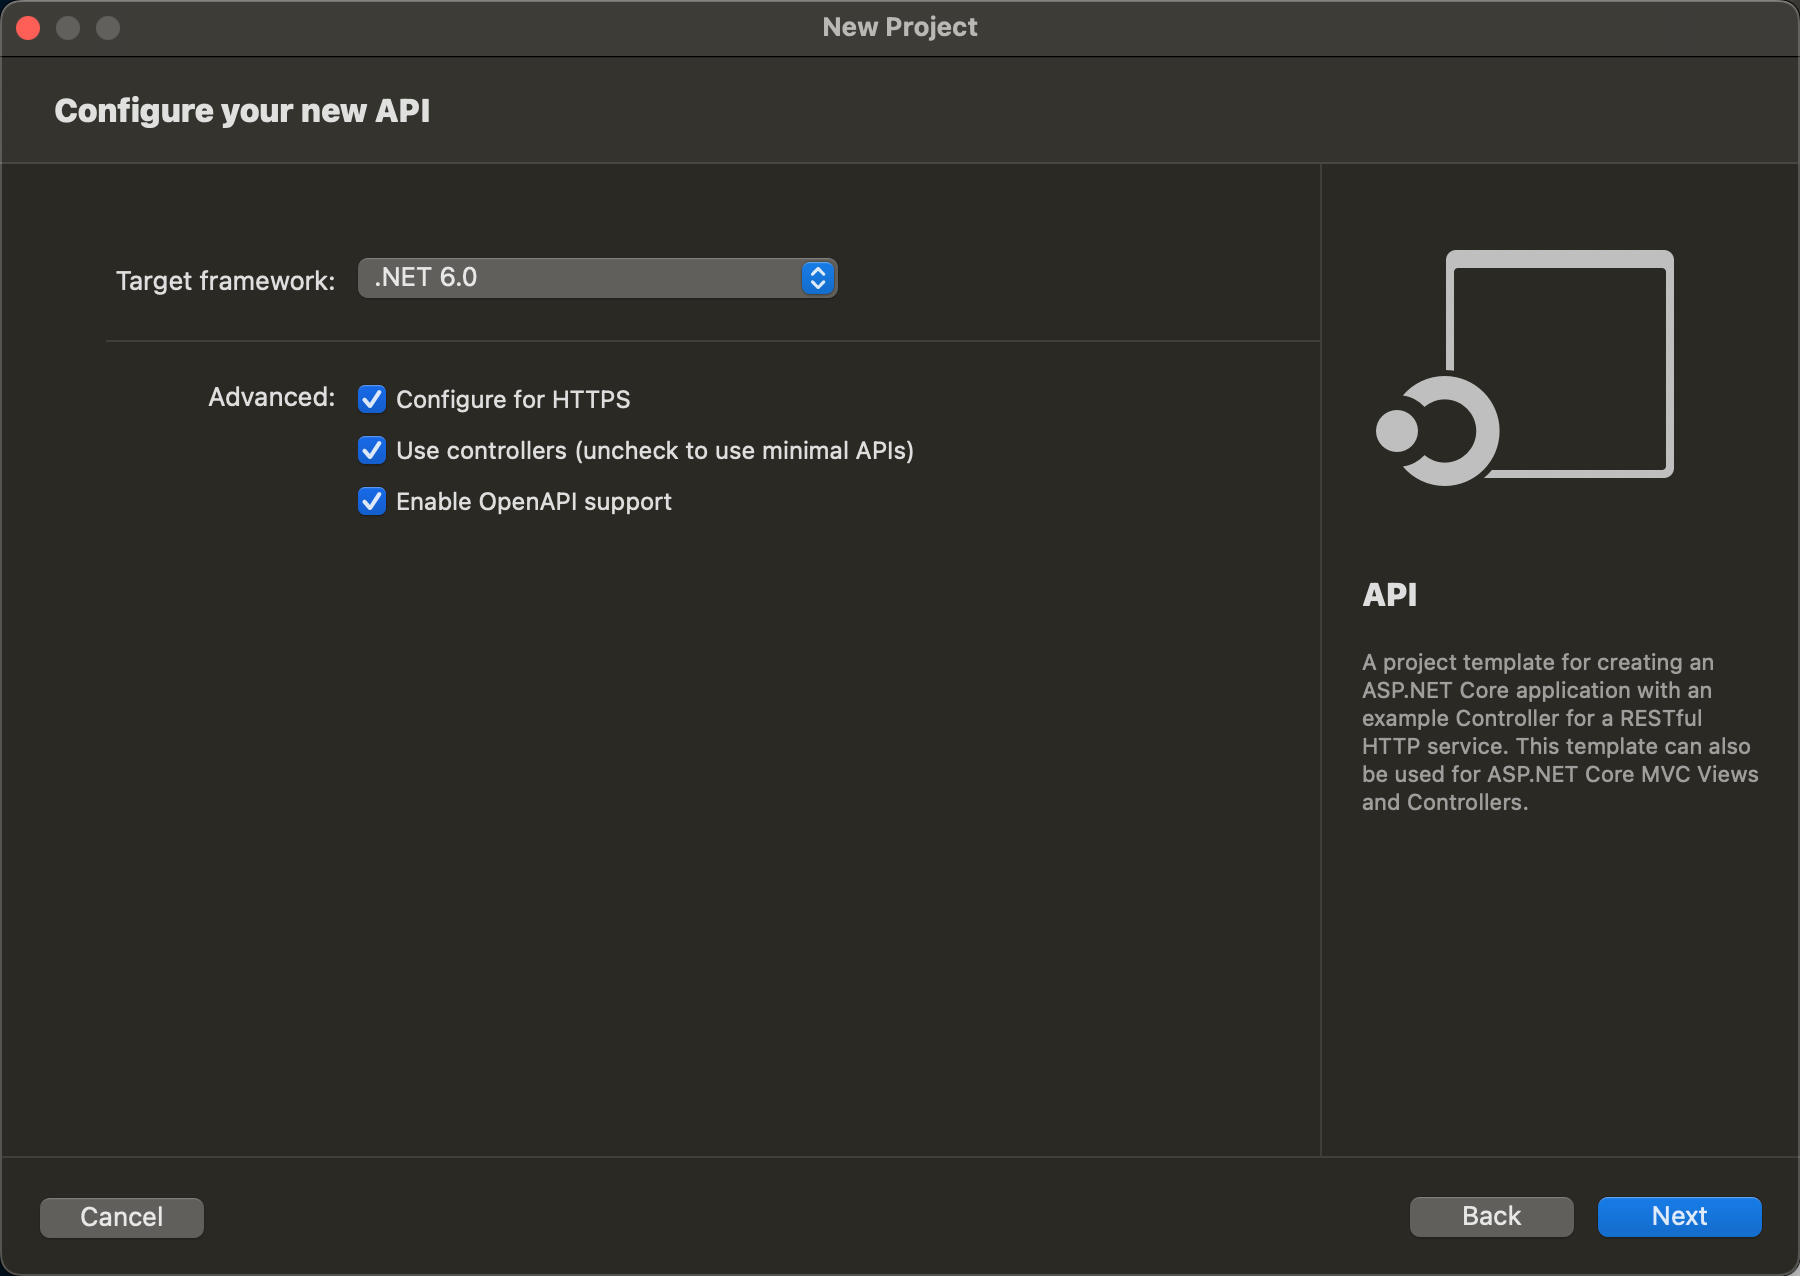 New Project
Configure your new API
Target framework: .NET 6.0
Advanced: Configure for HTTPS
Use controllers (uncheck to use minimal APIs)
Enable OpenAPI support
API
A project template for creating an
ASP.NET Core application with an
example Controller for a RESTful
HTTP service. This template can also
be used for ASP.NET Core MVC Views
and Controllers.
Cancel Back Next